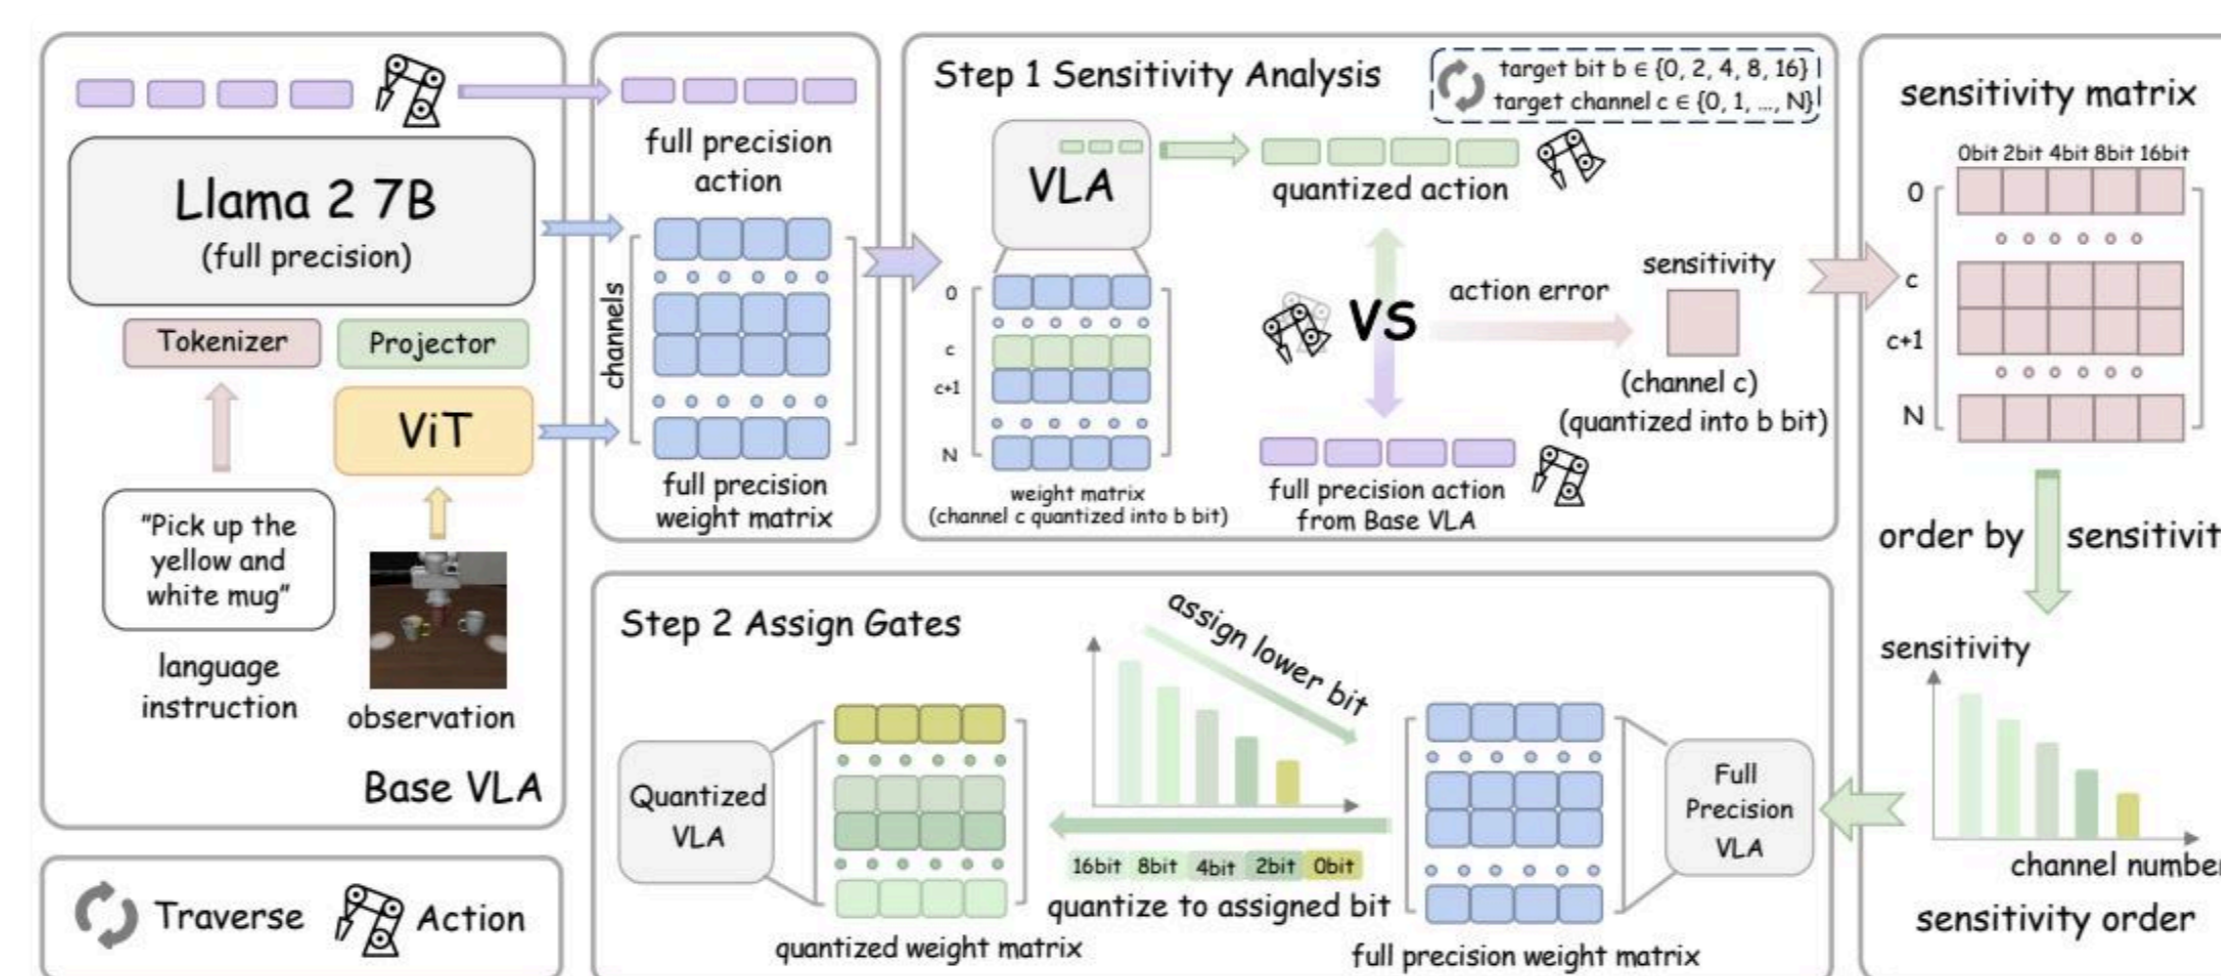 Llama 2 7B
(full precision)
Tokenizer
Projector
ViT
"Pick up the
yellow and
white mug"
language
instruction
observation
Base VLA
Traverse
Action
full precision
action
channels
full precision
weight matrix
Step 1 Sensitivity Analysis
target bit b ∈ {0, 2, 4, 8, 16}
target channel c ∈ {0, 1, ..., N}
VLA
quantized action
0
c
c+1
N
weight matrix
(channel c quantized into b bit)
VS
action error
sensitivity
(channel c)
(quantized into b bit)
full precision action
from Base VLA
sensitivity matrix
0bit 2bit 4bit 8bit 16bit
0
c
c+1
N
order by sensitivit
sensitivity
channel number
sensitivity order
Step 2 Assign Gates
assign lower bit
Quantized
VLA
16bit 8bit 4bit 2bit 0bit
quantize to assigned bit
Full
Precision
VLA
quantized weight matrix
full precision weight matrix